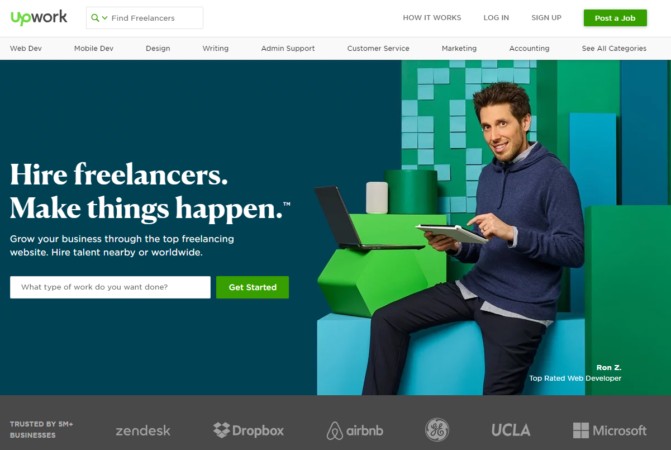 upwork
Find Freelancers
HOW IT WORKS
LOG IN
SIGN UP
Post a Job
Web Dev
Mobile Dev
Design
Writing
Admin Support
Customer Service
Marketing
Accounting
See All Categories
Hire freelancers.
Make things happen.™
Grow your business through the top freelancing
website. Hire talent nearby or worldwide.
What type of work do you want done?
Get Started
Ron Z.
Top Rated Web Developer
TRUSTED BY 5M+
BUSINESSES
zendesk
Dropbox
airbnb
GE
UCLA
Microsoft